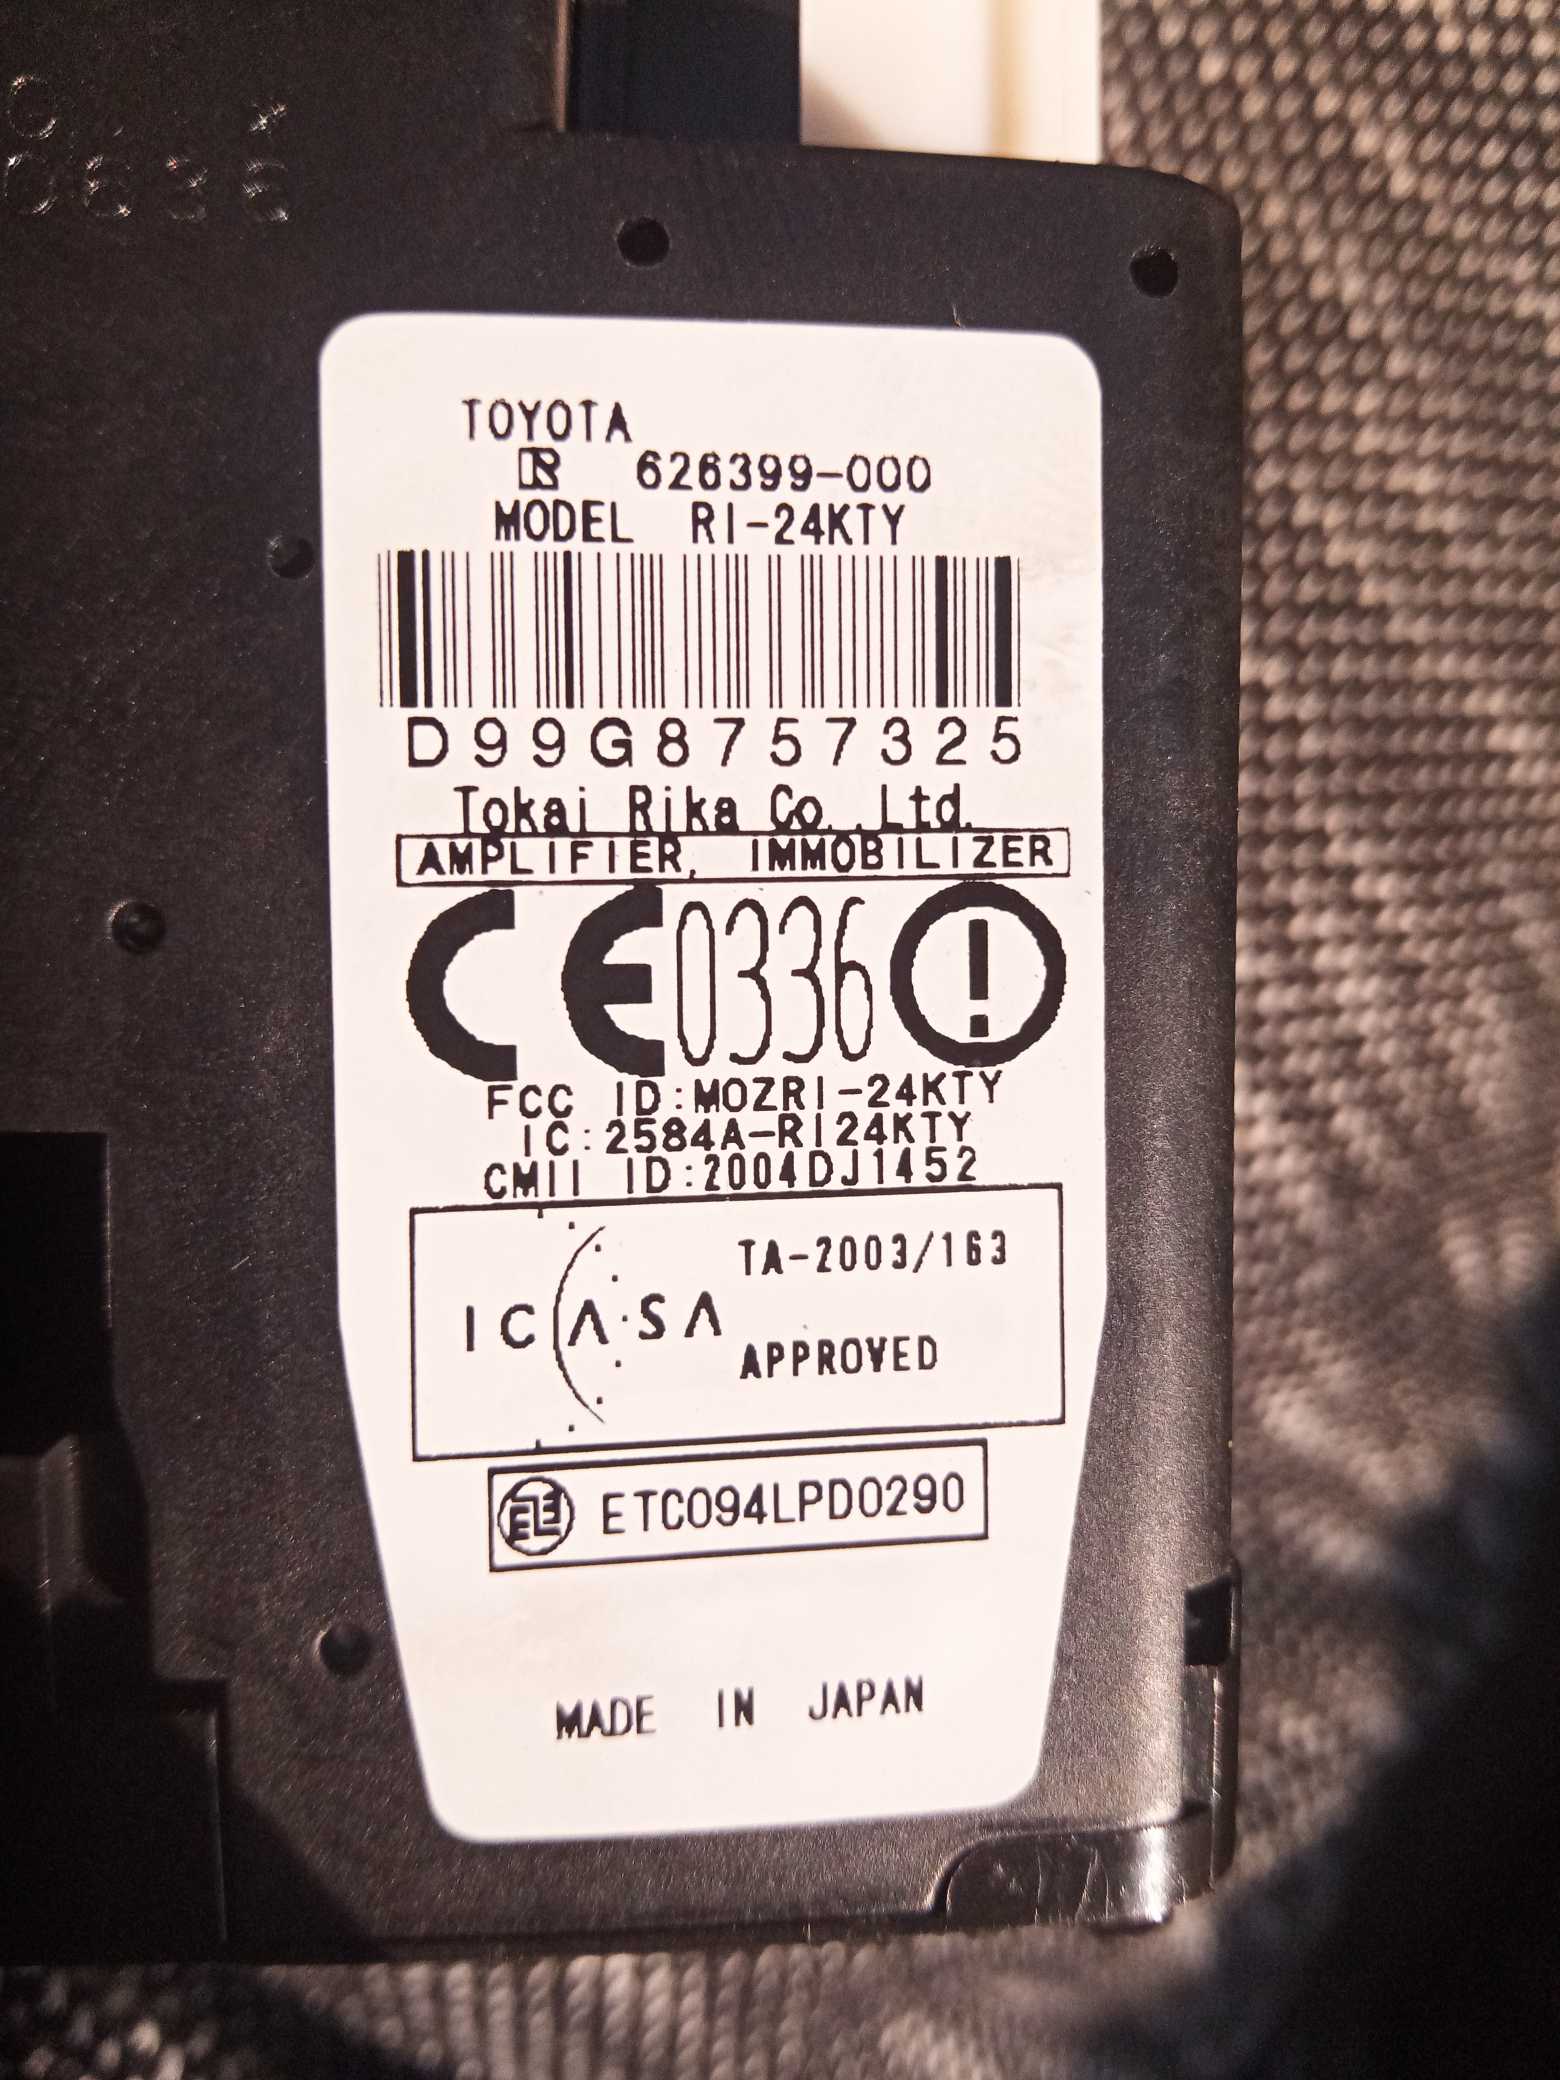 0636
TOYOTA
R 626399-000
MODEL RI-24KTY
D99G8757325
Tokai Rika Co.,Ltd.
AMPLIFIER, IMMOBILIZER
CE0336
FCC ID:MOZRI-24KTY
IC:2584A-RI24KTY
CMII ID:2004DJ1452
ICASA TA-2003/163
APPROVED
ETC094LPD0290
MADE IN JAPAN